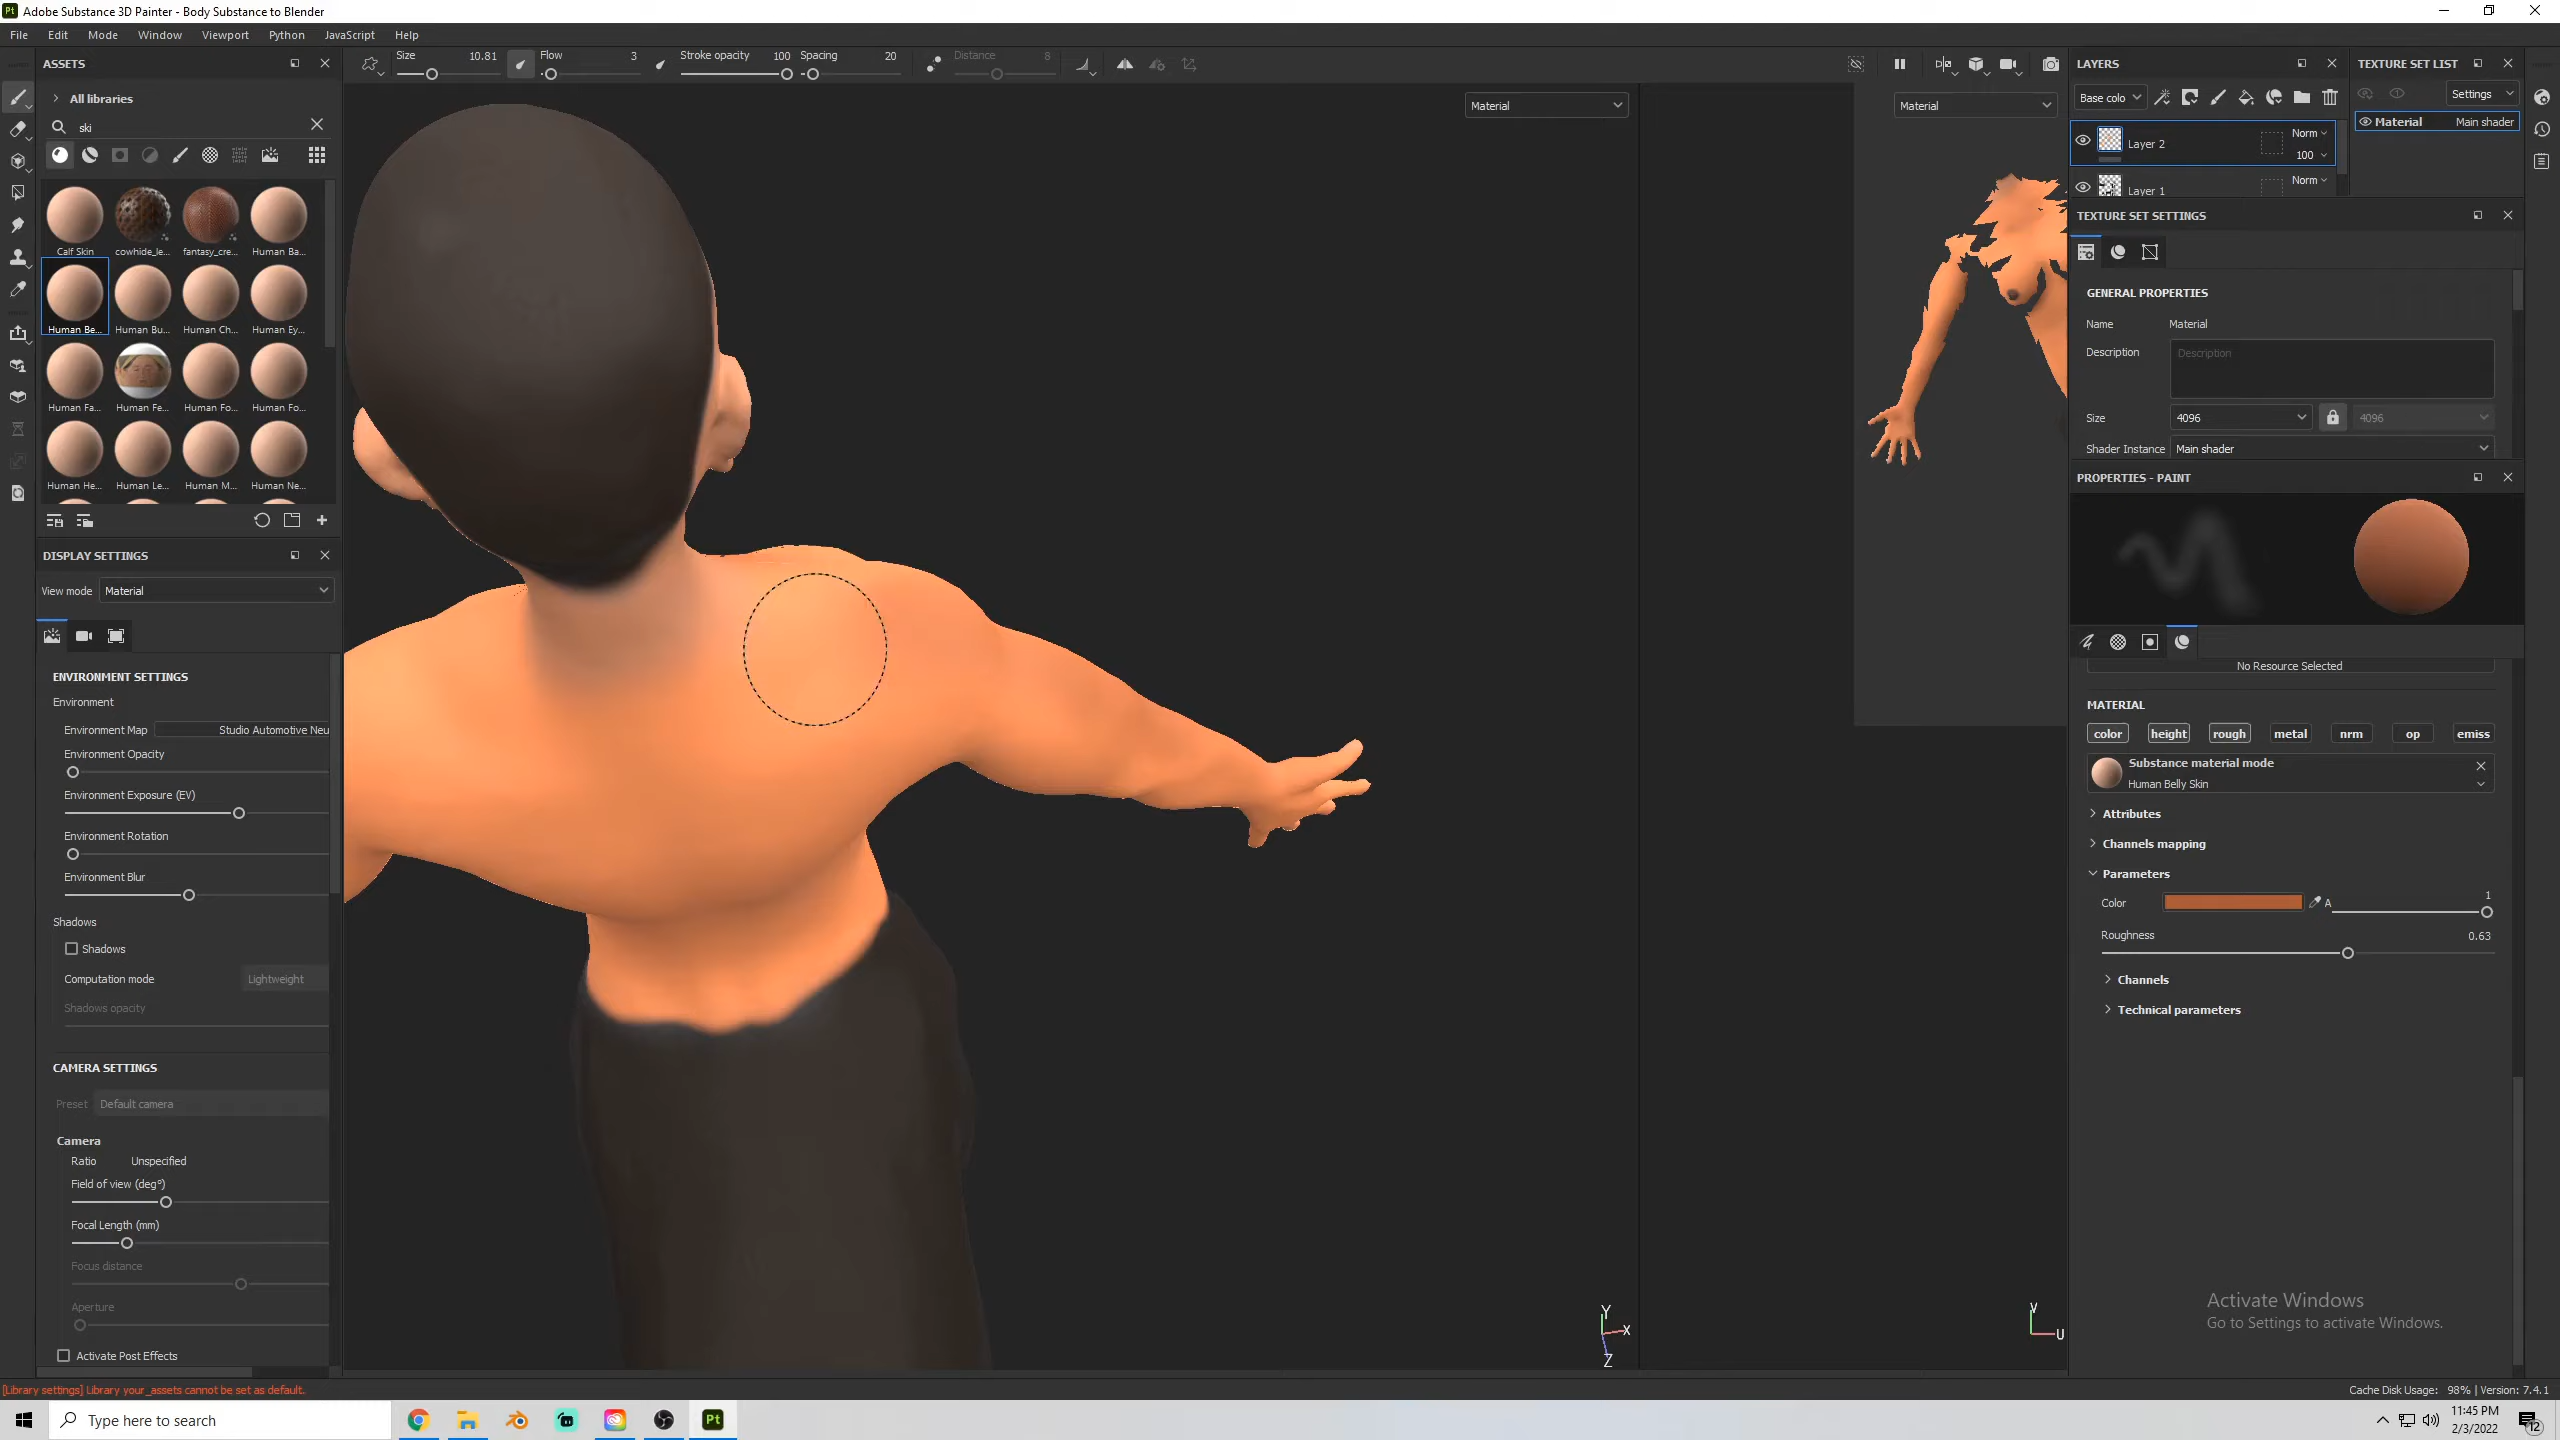 Adobe Substance 3D Painter - Body Substance to Blender
File Edit Mode Window Viewport Python JavaScript Help
ASSETS
All libraries
ski
Calf Skin cowhide_le... fantasy_cre... Human Ba...
Human Be... Human Bu... Human Ch... Human Ey...
Human Fa... Human Fe... Human Fo... Human Fo...
Human He... Human Le... Human M... Human Ne...
DISPLAY SETTINGS
View mode Material
ENVIRONMENT SETTINGS
Environment
Environment Map Studio Automotive Neu
Environment Opacity
Environment Exposure (EV)
Environment Rotation
Environment Blur
Shadows
Shadows
Computation mode Lightweight
Shadows opacity
CAMERA SETTINGS
Preset Default camera
Camera
Ratio Unspecified
Field of view (deg°)
Focal Length (mm)
Focus distance
Aperture
Activate Post Effects
Size 10.81 Flow 3 Stroke opacity 100 Spacing 20 Distance 8
Material
Y
X
Z
Material
V
U
LAYERS
Base colo
Layer 2 Norm
100
Layer 1 Norm
TEXTURE SET LIST
Settings
Material Main shader
TEXTURE SET SETTINGS
GENERAL PROPERTIES
Name Material
Description Description
Size 4096 4096
Shader Instance Main shader
PROPERTIES - PAINT
No Resource Selected
MATERIAL
color height rough metal nrm op emiss
Substance material mode
Human Belly Skin
Attributes
Channels mapping
Parameters
Color A 1
Roughness 0.63
Channels
Technical parameters
Activate Windows
Go to Settings to activate Windows.
[Library settings] Library your_assets cannot be set as default.
Cache Disk Usage: 98% | Version: 7.4.1
Type here to search
Pt
11:45 PM
2/3/2022
12